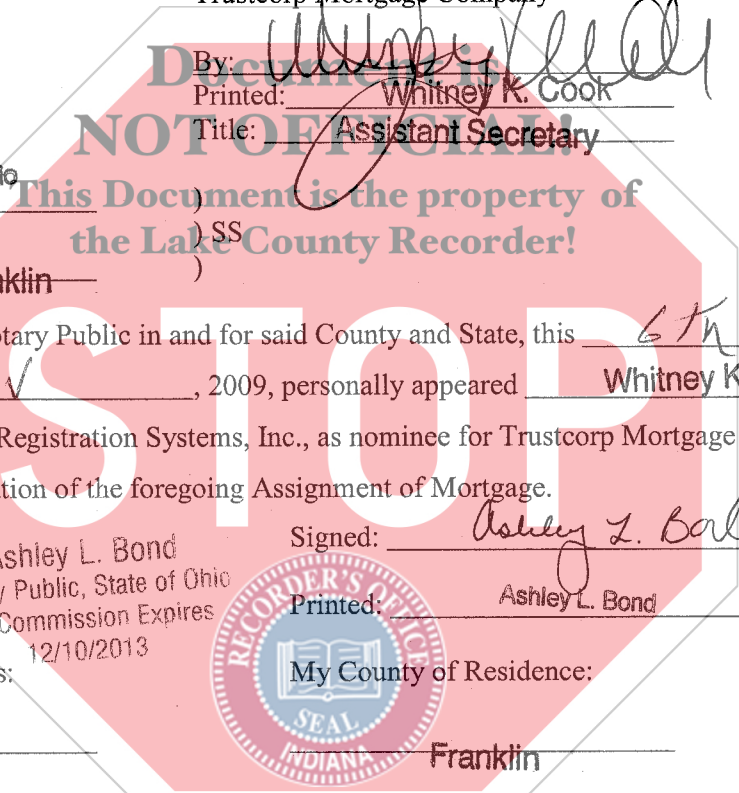 Trustcorp Mortgage Company
By:
Document is
Printed: Whitney K. Cook
NOT OFFICIAL!
Title: Assistant Secretary
This Document is the property of
)
the Lake County Recorder!
) SS
)
nklin
STOP
otary Public in and for said County and State, this 6th
, 2009, personally appeared Whitney K
Registration Systems, Inc., as nominee for Trustcorp Mortgage
tion of the foregoing Assignment of Mortgage.
Signed: Ashley L. Bond
Ashley L. Bond
y Public, State of Ohio
Commission Expires
12/10/2013
Printed: Ashley L. Bond
RECORDER'S OFFICE
SEAL
INDIANA
s:
My County of Residence:
Franklin